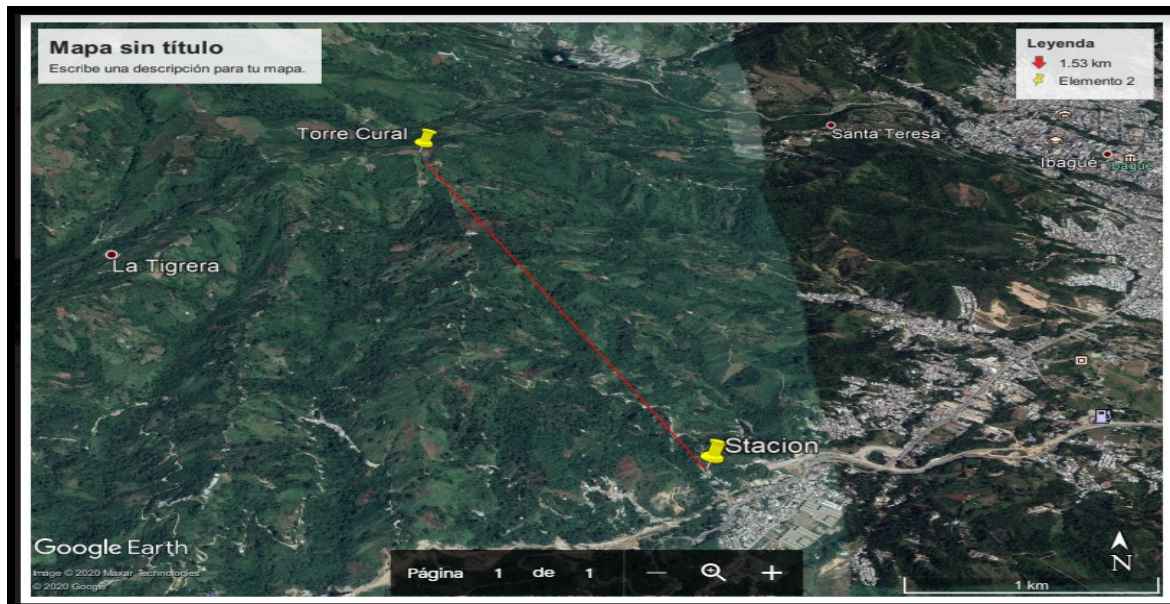 Mapa sin título
Escribe una descripción para tu mapa.
Leyenda
1.53 km
Elemento 2
Torre Cural
Santa Teresa
Ibagué
Ibagué
La Tigrera
Stacion
Google Earth
Image © 2020 Maxar Technologies
© 2020 Google
Página 1 de 1
N
1 km